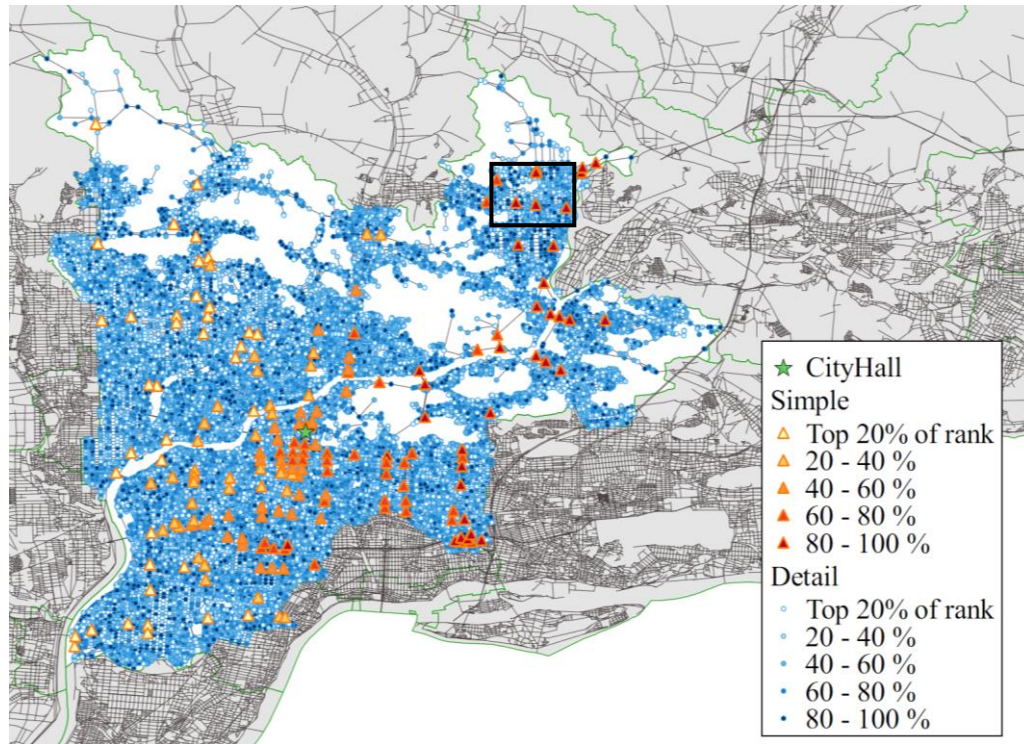 CityHall
Simple
Top 20% of rank
20 - 40 %
40 - 60 %
60 - 80 %
80 - 100 %
Detail
Top 20% of rank
20 - 40 %
40 - 60 %
60 - 80 %
80 - 100 %